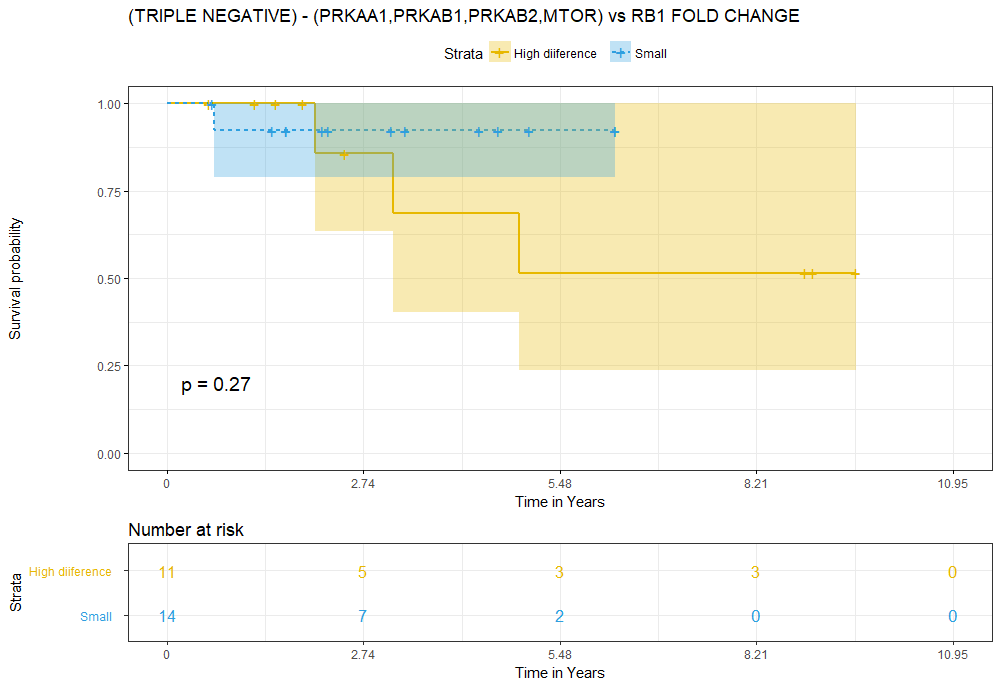 (TRIPLE NEGATIVE) - (PRKAA1,PRKAB1,PRKAB2,MTOR) vs RB1 FOLD CHANGE
Strata High diiference Small
1.00
0.75
0.50
0.25
0.00
Survival probability
p = 0.27
0 2.74 5.48 8.21 10.95
Time in Years
Number at risk
Strata
High diiference 11 5 3 3 0
Small 14 7 2 0 0
0 2.74 5.48 8.21 10.95
Time in Years